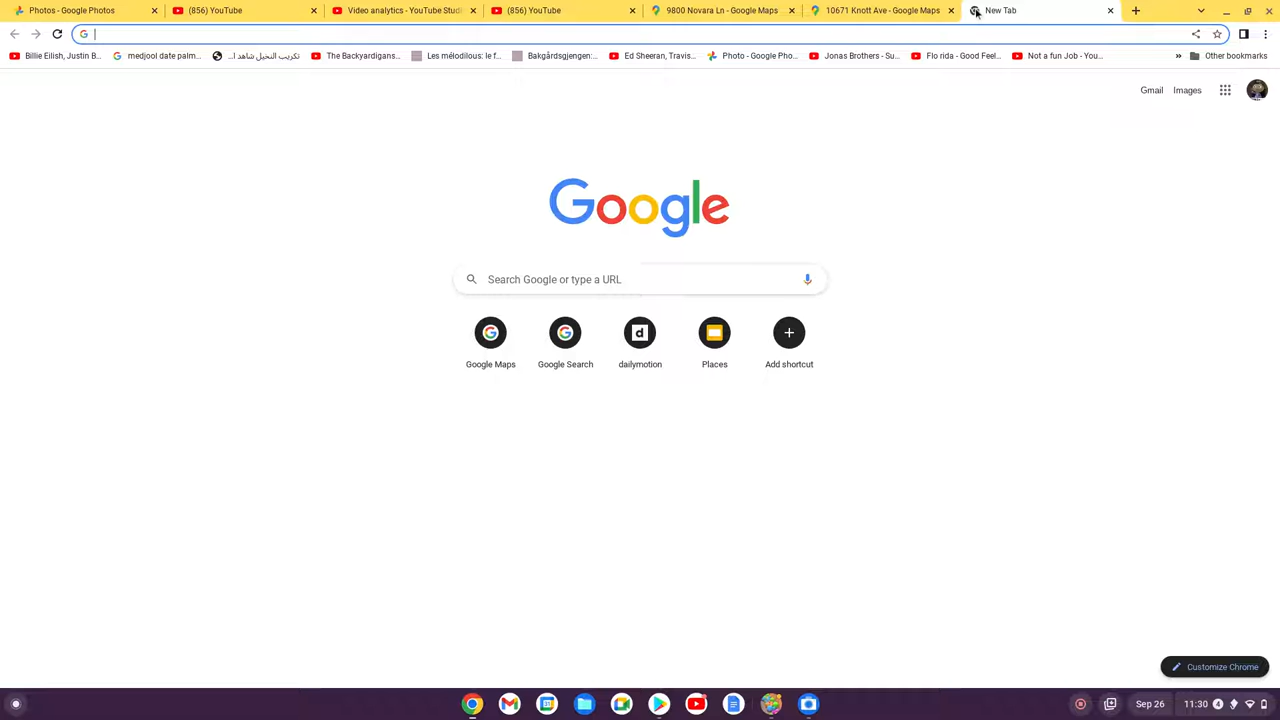 Photos - Google Photos
(856) YouTube
Video analytics - YouTube Studi
(856) YouTube
9800 Novara Ln - Google Maps
10671 Knott Ave - Google Maps
New Tab
Billie Eilish, Justin B...
medjool date palm...
تكريب النخيل شاهد ا...
The Backyardigans...
Les mélodilous: le f...
Bakgårdsgjengen:...
Ed Sheeran, Travis...
Photo - Google Pho...
Jonas Brothers - Su...
Flo rida - Good Feel...
Not a fun Job - You...
Other bookmarks
Gmail
Images
Google
Search Google or type a URL
Google Maps
Google Search
dailymotion
Places
Add shortcut
Customize Chrome
Sep 26
11:30
4